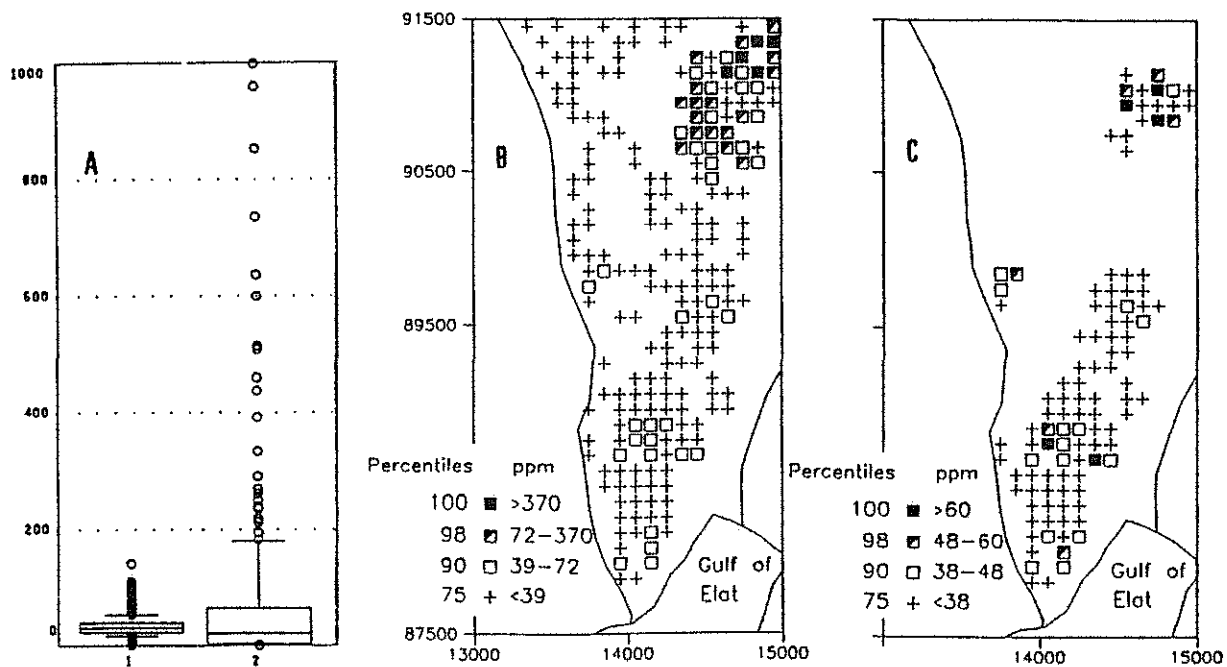 A
1000
800
600
400
200
0
1
2
B
91500
90500
89500
87500
13000
14000
15000
Percentiles ppm
100 >370
98 72-370
90 39-72
75 + <39
Gulf of
Elat
C
Percentiles ppm
100 >60
98 48-60
90 38-48
75 + <38
Gulf of
Elat
14000
15000